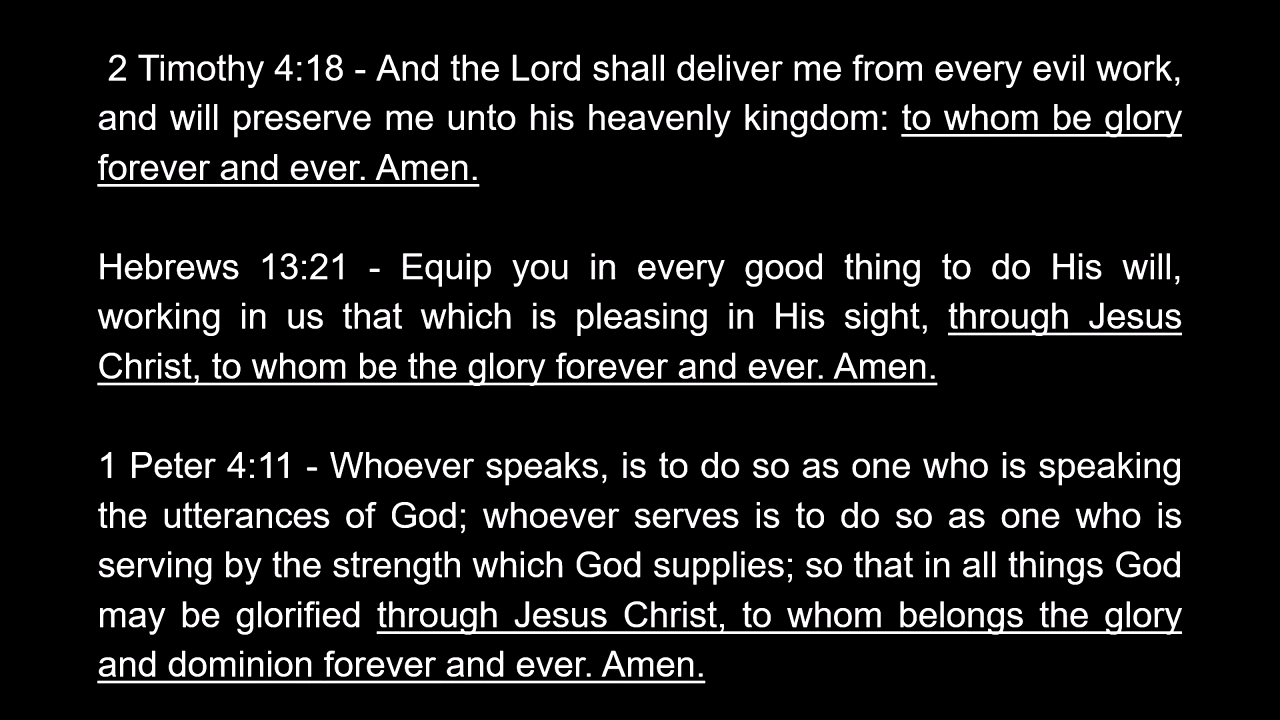 2 Timothy 4:18 - And the Lord shall deliver me from every evil work,
and will preserve me unto his heavenly kingdom: to whom be glory
forever and ever. Amen.
Hebrews 13:21 - Equip you in every good thing to do His will,
working in us that which is pleasing in His sight, through Jesus
Christ, to whom be the glory forever and ever. Amen.
1 Peter 4:11 - Whoever speaks, is to do so as one who is speaking
the utterances of God; whoever serves is to do so as one who is
serving by the strength which God supplies; so that in all things God
may be glorified through Jesus Christ, to whom belongs the glory
and dominion forever and ever. Amen.